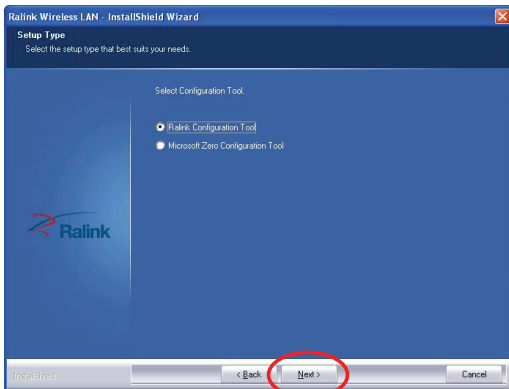 Ralink Wireless LAN - InstallShield Wizard
Setup Type
Select the setup type that best suits your needs.
Select Configuration Tool.
Ralink Configuration Tool
Microsoft Zero Configuration Tool
Ralink
InstallShield
< Back
Next >
Cancel